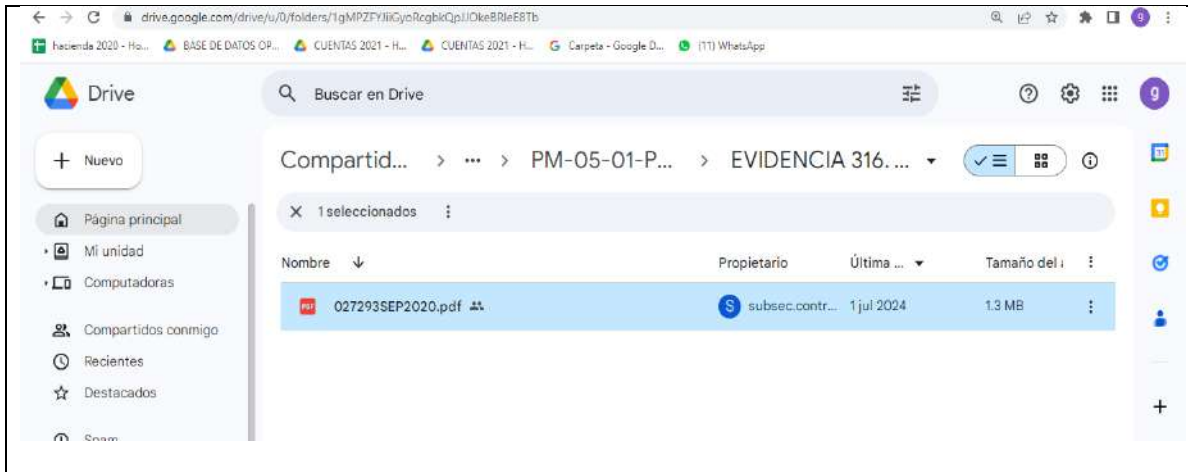 drive.google.com/drive/u/0/folders/1gMPZFYJiiGyoRcgbkQpJJOkeBRIeE8Tb
hacienda 2020 - Ho... BASE DE DATOS OP... CUENTAS 2021 - H... CUENTAS 2021 - H... Carpeta - Google D... (11) WhatsApp
Drive Buscar en Drive g
Nuevo Compartid... > ... > PM-05-01-P... > EVIDENCIA 316. ...
1 seleccionados
Página principal
Mi unidad
Nombre Propietario Última ... Tamaño del
Computadoras
PDF 027293SEP2020.pdf S subsec.contr... 1 jul 2024 1.3 MB
Compartidos conmigo
Recientes
Destacados
Spam